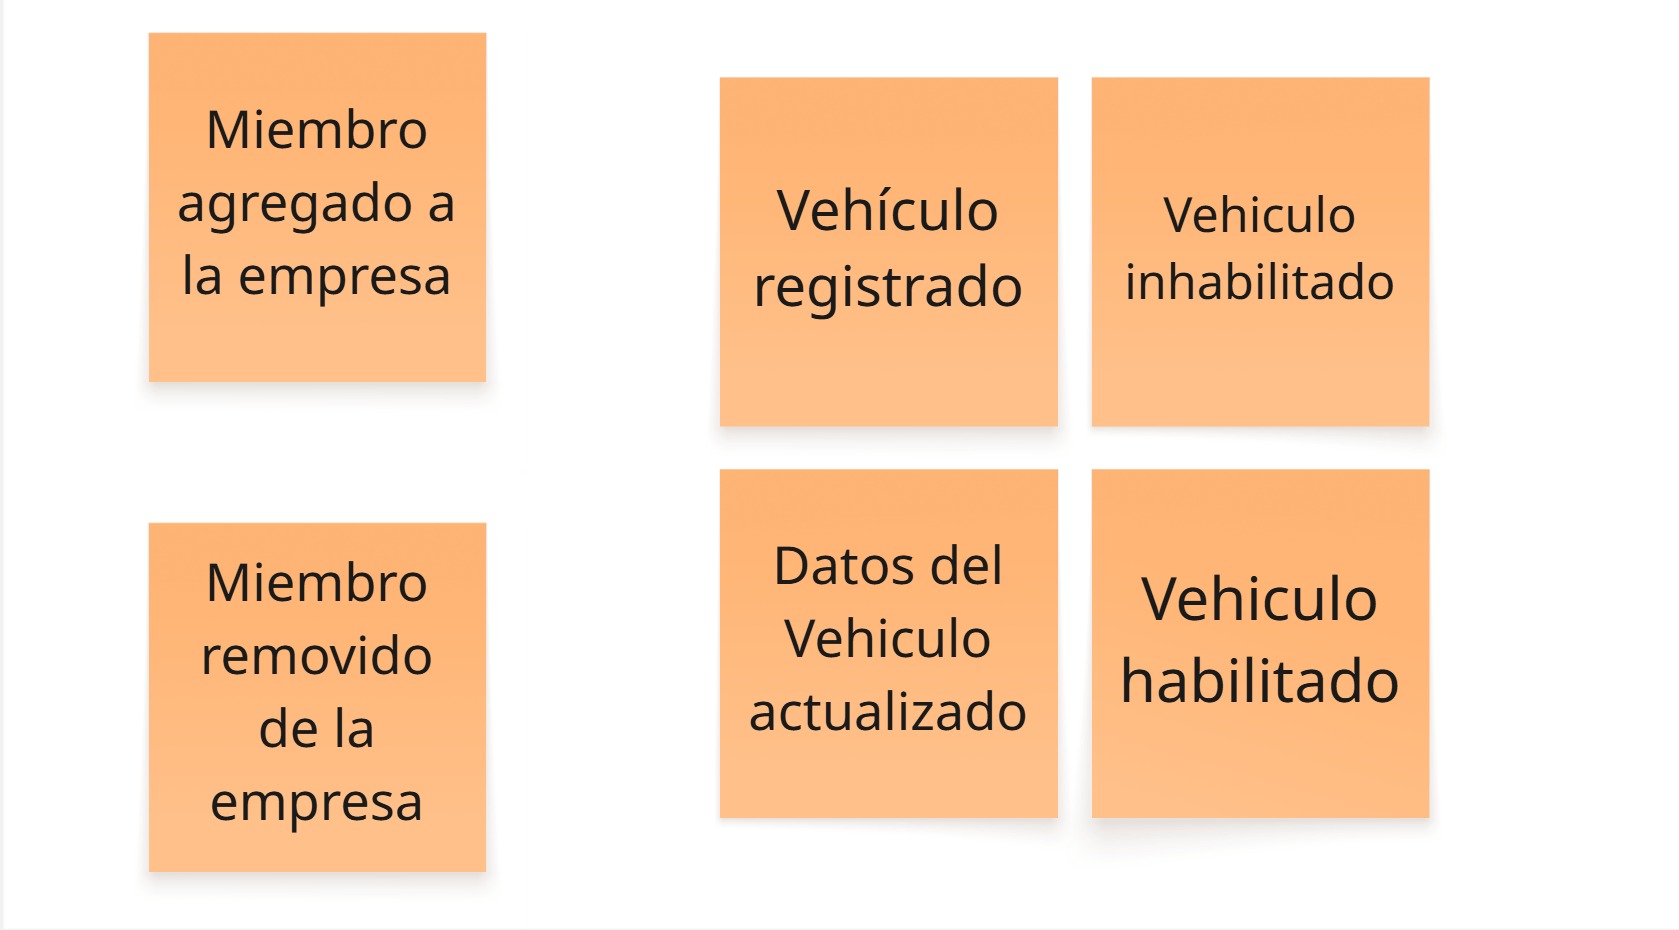 Miembro
agregado a
la empresa
Vehículo
registrado
Vehiculo
inhabilitado
Miembro
removido
de la
empresa
Datos del
Vehiculo
actualizado
Vehiculo
habilitado